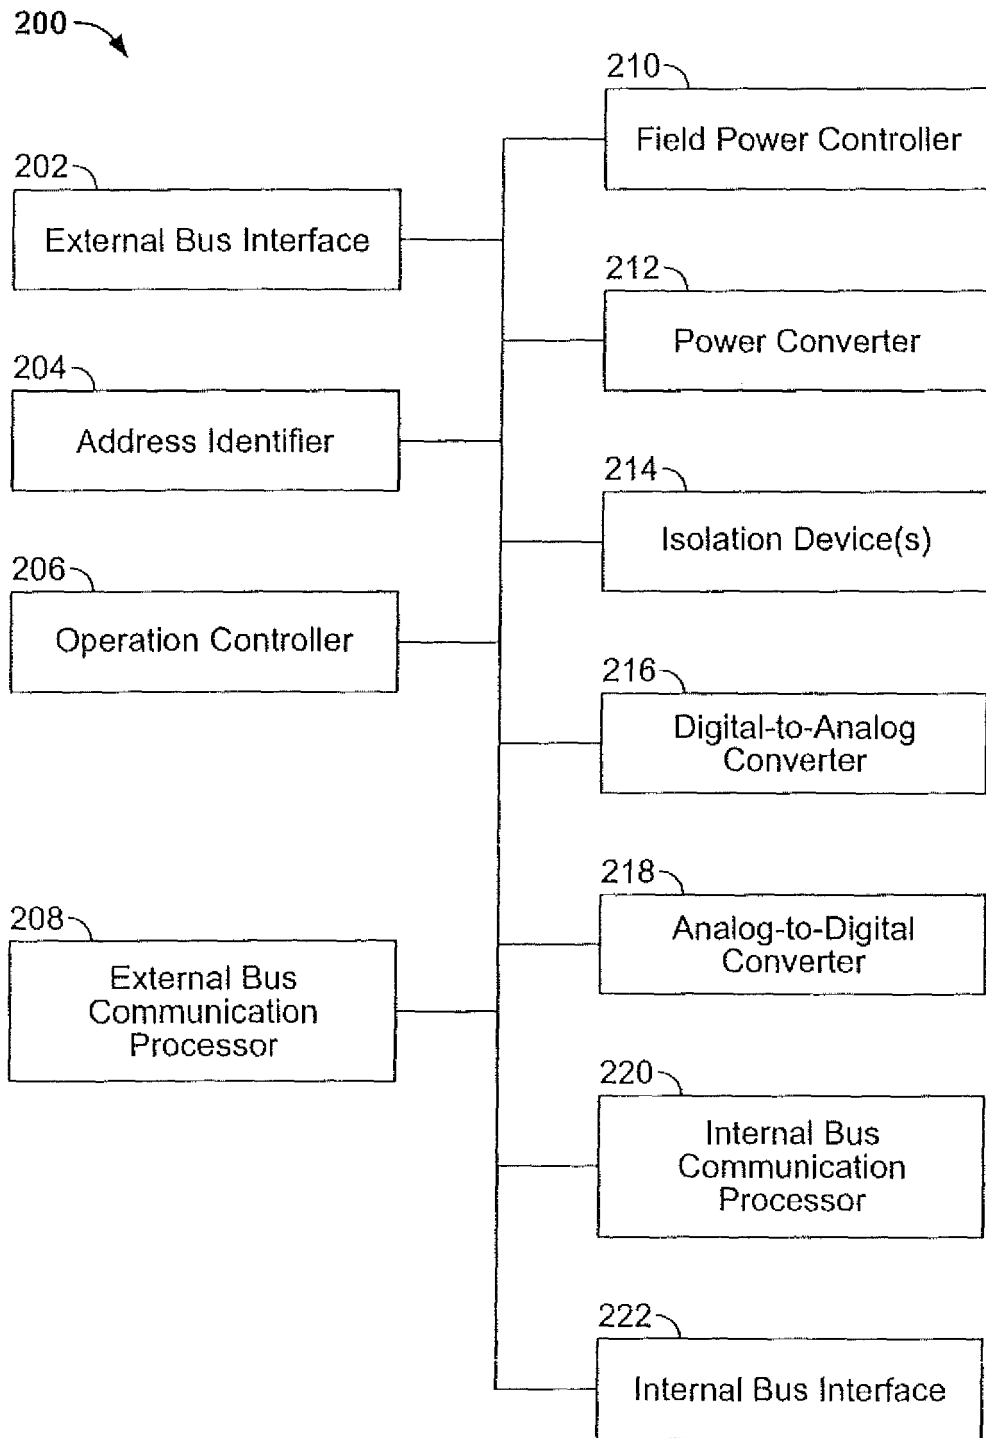 200
202
External Bus Interface
204
Address Identifier
206
Operation Controller
208
External Bus
Communication
Processor
210
Field Power Controller
212
Power Converter
214
Isolation Device(s)
216
Digital-to-Analog
Converter
218
Analog-to-Digital
Converter
220
Internal Bus
Communication
Processor
222
Internal Bus Interface